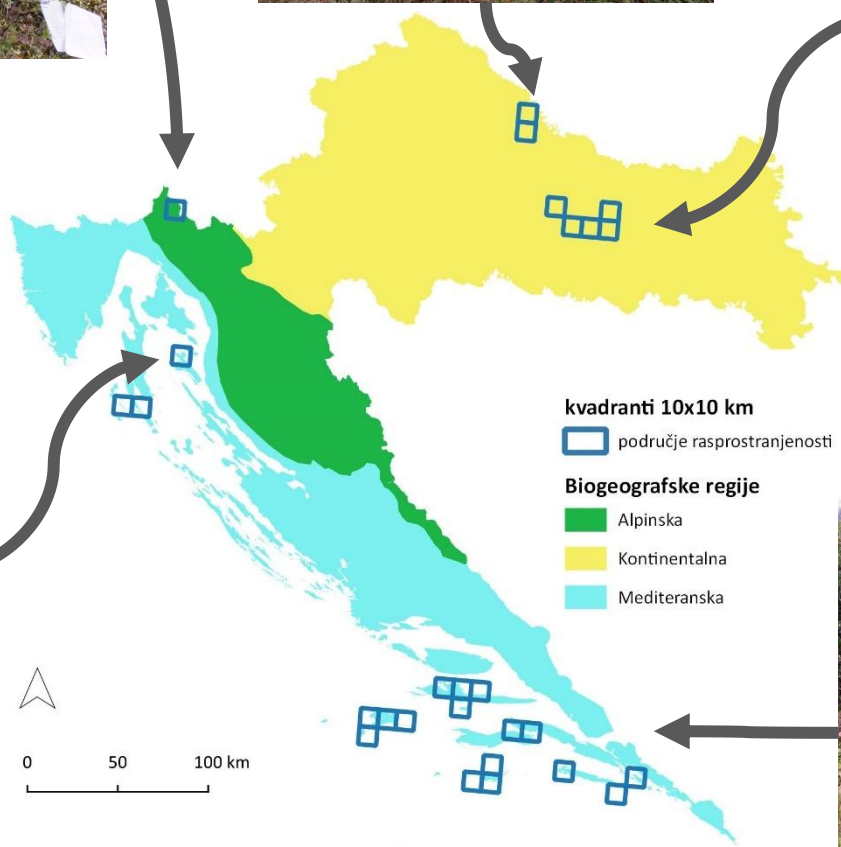 kvadranti 10x10 km
područje rasprostranjenosti
Biogeografske regije
Alpinska
Kontinentalna
Mediteranska
0 50 100 km